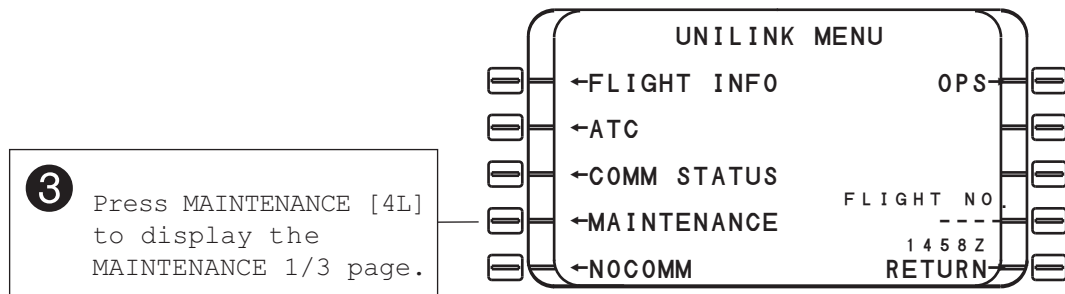 UNILINK MENU
←FLIGHT INFO OPS→
←ATC
←COMM STATUS
FLIGHT NO.
←MAINTENANCE ----
1458Z
←NOCOMM RETURN→
3
Press MAINTENANCE [4L]
to display the
MAINTENANCE 1/3 page.